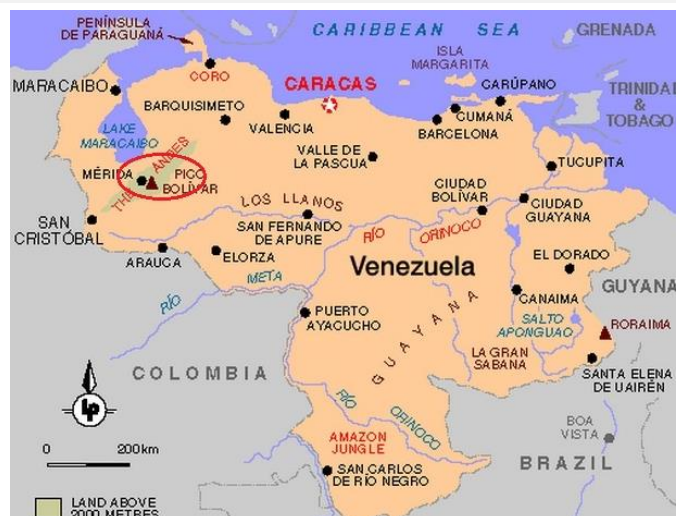 PENÍNSULA
DE PARAGUANÁ
CARIBBEAN SEA
GRENADA
ISLA
MARGARITA
CORO
MARACAIBO
CARACAS
CARÚPANO
TRINIDAD
&
TOBAGO
BARQUISIMETO
VALENCIA
CUMANÁ
BARCELONA
LAKE
MARACAIBO
VALLE DE
LA PASCUA
TUCUPITA
THE ANDES
MÉRIDA
PICO
BOLÍVAR
LOS LLANOS
CIUDAD
BOLÍVAR
CIUDAD
GUAYANA
SAN
CRISTÓBAL
SAN FERNANDO
DE APURE
RÍO
ORINOCO
ARAUCA
ELORZA
META
RÍO
Venezuela
EL DORADO
GUYANA
CANAIMA
PUERTO
AYACUCHO
GUAYANA
SALTO
APONGUAO
RORAIMA
LA GRAN
SABANA
COLOMBIA
SANTA ELENA
DE UAIRÉN
lp
RÍO
ORINOCO
BOA
VISTA
0 200km
AMAZON
JUNGLE
BRAZIL
SAN CARLOS
DE RÍO NEGRO
LAND ABOVE
2000 METRES